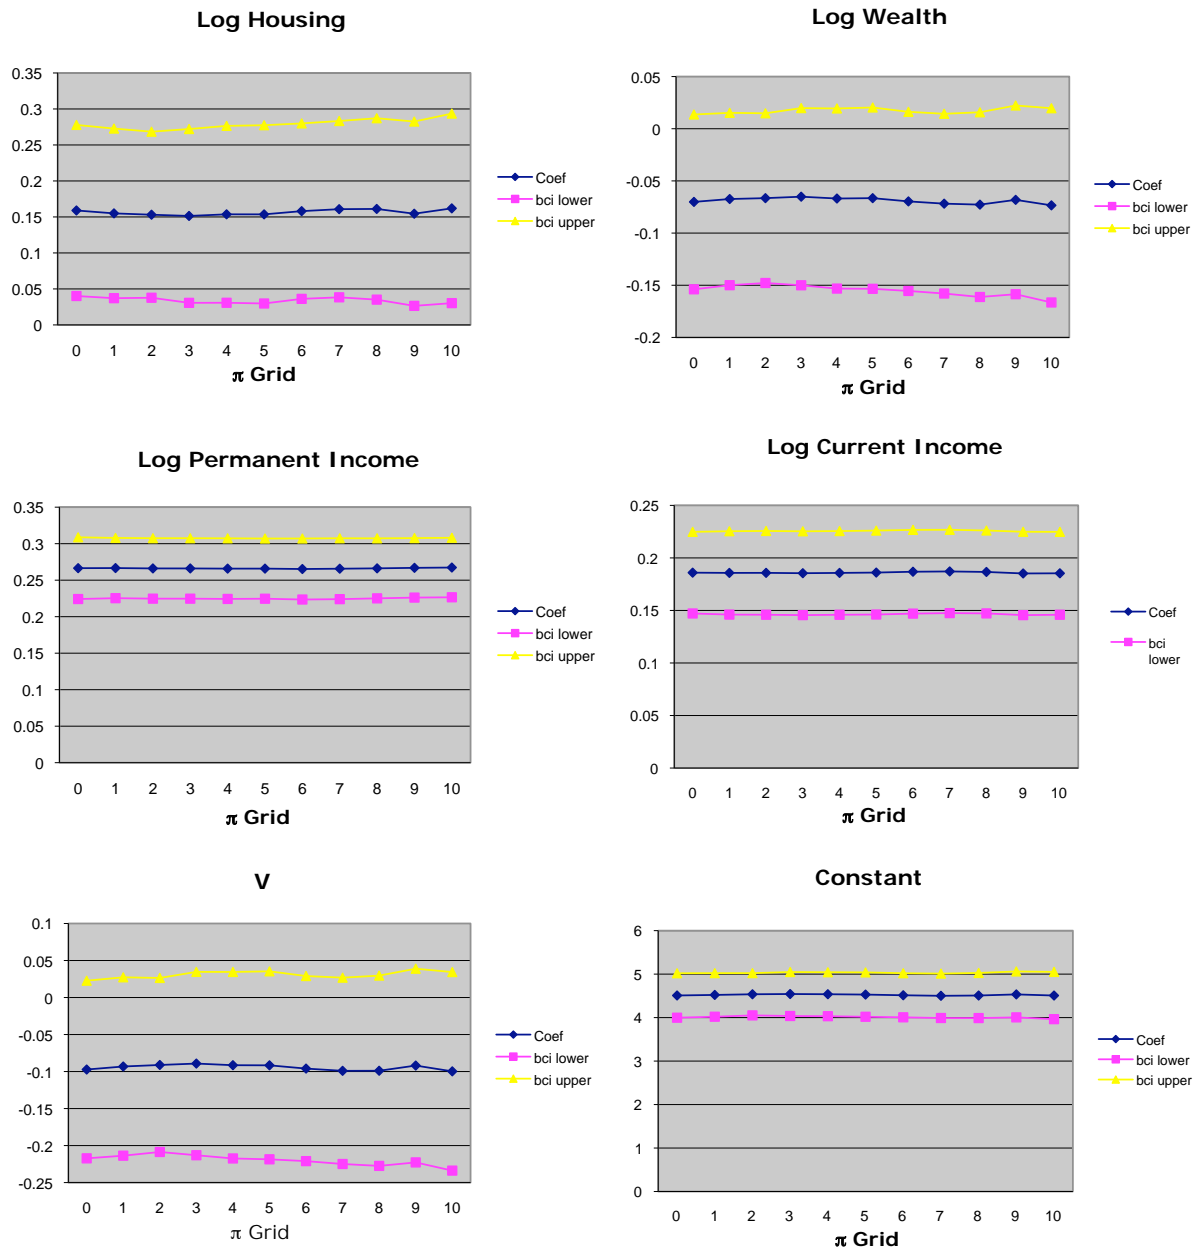 Log Housing
0.35
0.3
0.25
0.2
0.15
0.1
0.05
0
0 1 2 3 4 5 6 7 8 9 10
π Grid
Coef
bci lower
bci upper
Log Wealth
0.05
0
-0.05
-0.1
-0.15
-0.2
0 1 2 3 4 5 6 7 8 9 10
π Grid
Coef
bci lower
bci upper
Log Permanent Income
0.35
0.3
0.25
0.2
0.15
0.1
0.05
0
0 1 2 3 4 5 6 7 8 9 10
π Grid
Coef
bci lower
bci upper
Log Current Income
0.25
0.2
0.15
0.1
0.05
0
0 1 2 3 4 5 6 7 8 9 10
π Grid
Coef
bci
lower
V
0.1
0.05
0
-0.05
-0.1
-0.15
-0.2
-0.25
0 1 2 3 4 5 6 7 8 9 10
π Grid
Coef
bci lower
bci upper
Constant
6
5
4
3
2
1
0
0 1 2 3 4 5 6 7 8 9 10
π Grid
Coef
bci lower
bci upper